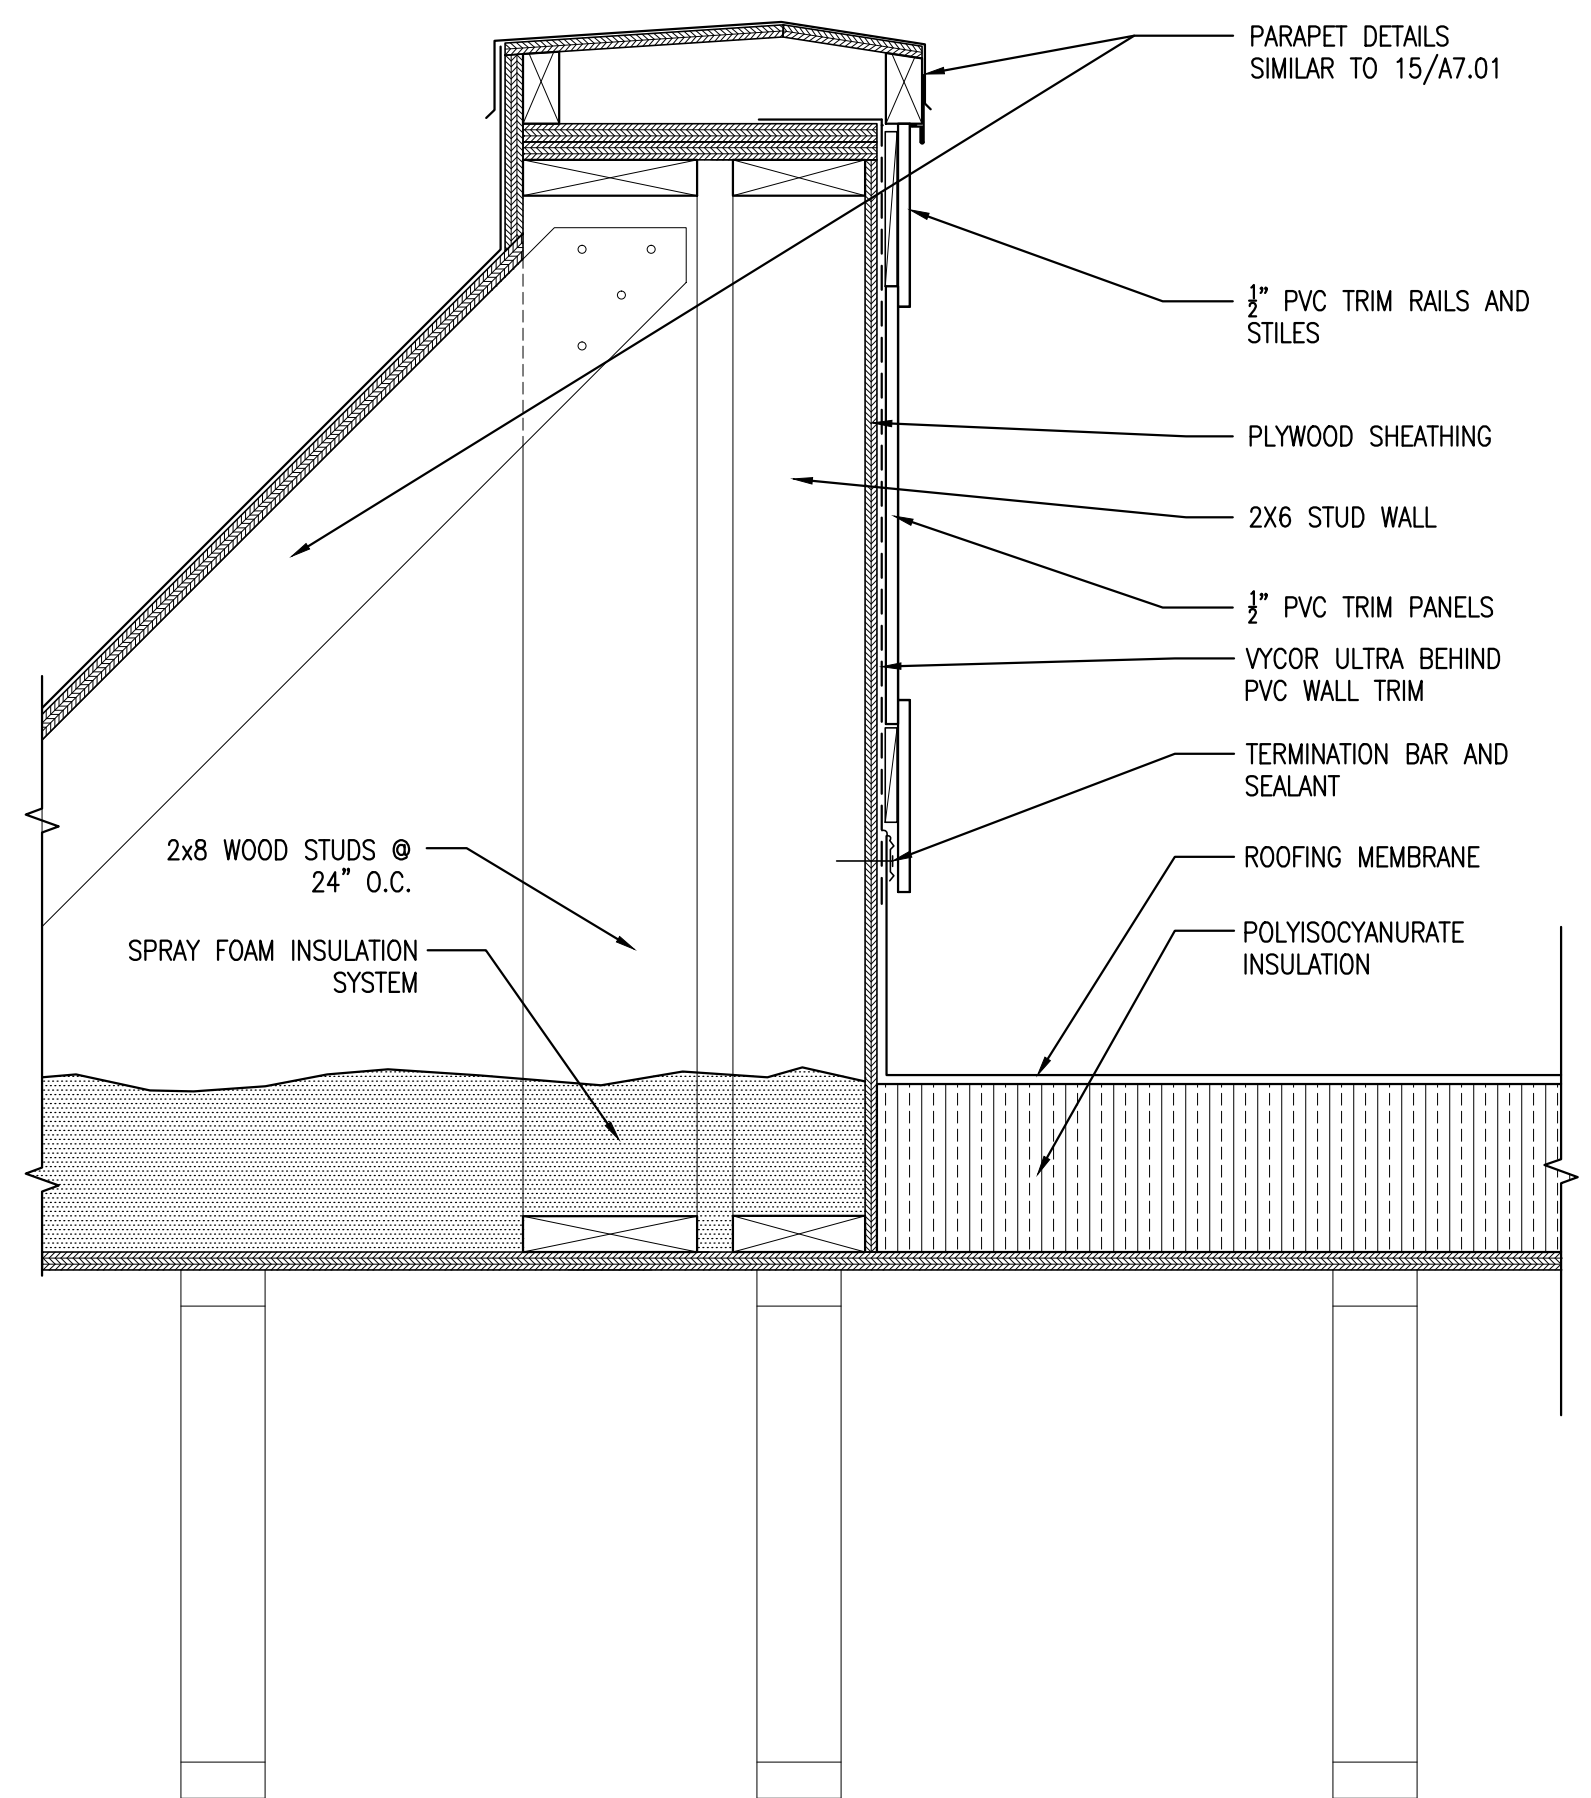 PARAPET DETAILS
SIMILAR TO 15/A7.01
½" PVC TRIM RAILS AND
STILES
PLYWOOD SHEATHING
2X6 STUD WALL
½" PVC TRIM PANELS
VYCOR ULTRA BEHIND
PVC WALL TRIM
TERMINATION BAR AND
SEALANT
ROOFING MEMBRANE
POLYISOCYANURATE
INSULATION
2x8 WOOD STUDS @
24" O.C.
SPRAY FOAM INSULATION
SYSTEM